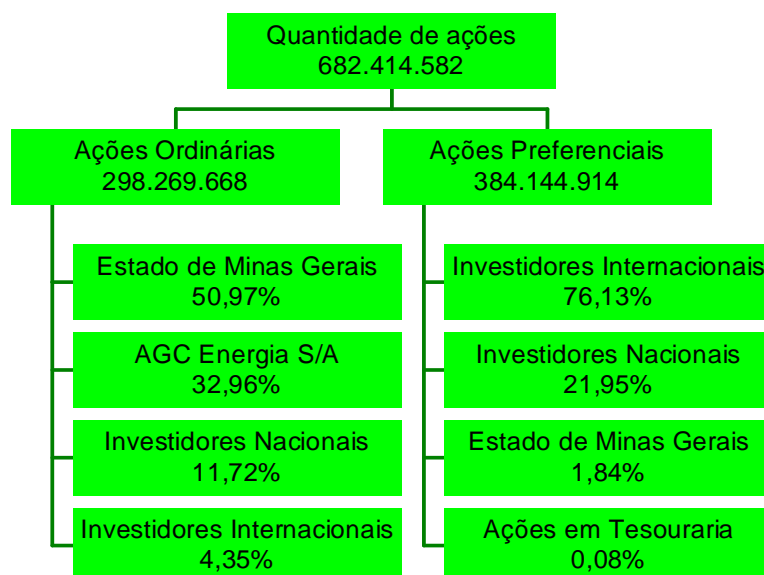 Quantidade de ações
682.414.582
Ações Ordinárias
298.269.668
Estado de Minas Gerais
50,97%
AGC Energia S/A
32,96%
Investidores Nacionais
11,72%
Investidores Internacionais
4,35%
Ações Preferenciais
384.144.914
Investidores Internacionais
76,13%
Investidores Nacionais
21,95%
Estado de Minas Gerais
1,84%
Ações em Tesouraria
0,08%